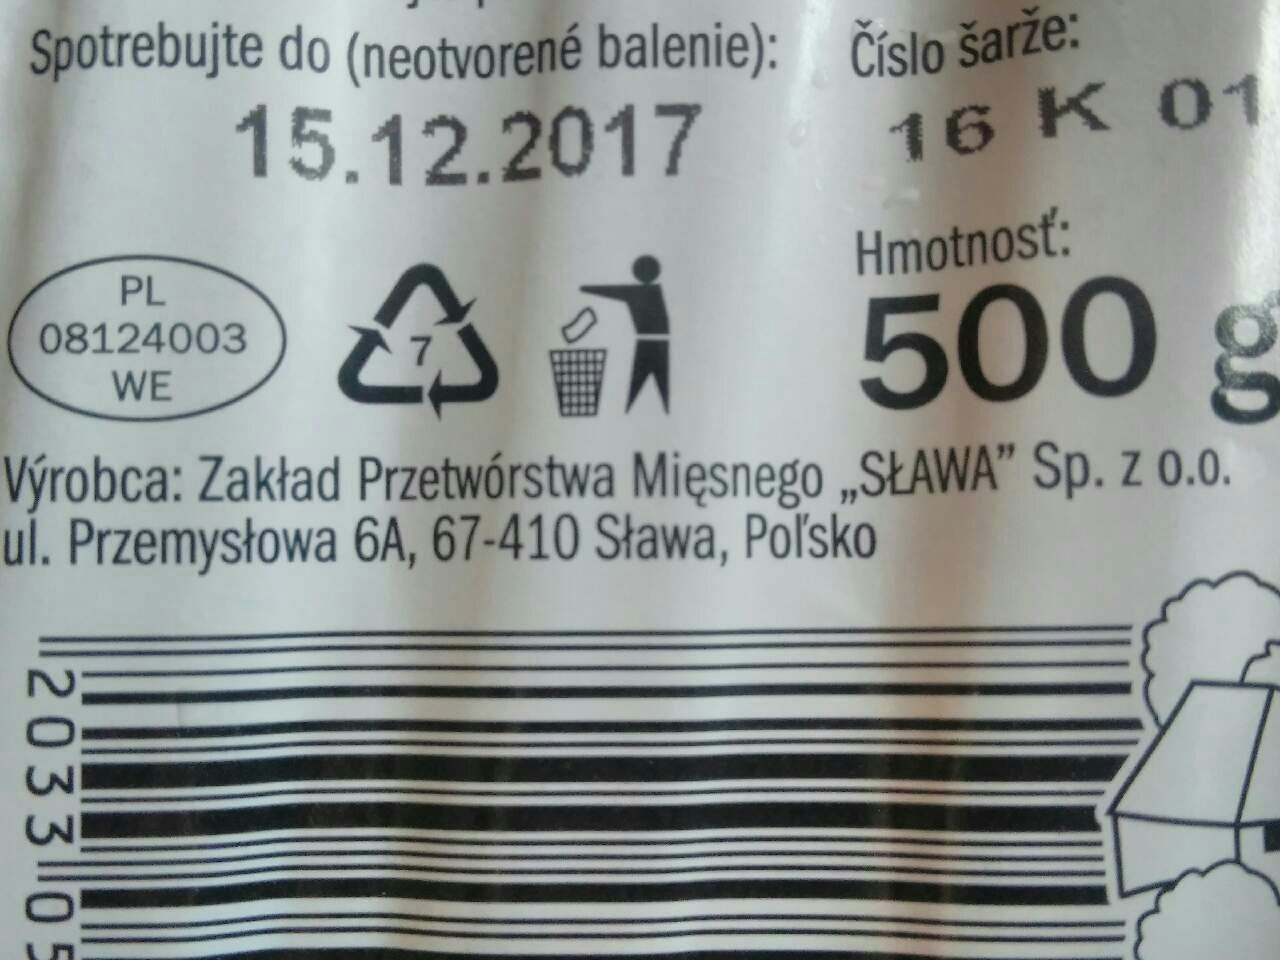 Spotrebujte do (neotvorené balenie):
15.12.2017
Číslo šarže:
16 K 01
Hmotnosť:
500 g
PL
08124003
WE
7
Výrobca: Zakład Przetwórstwa Mięsnego „SŁAWA” Sp. z o.o.
ul. Przemysłowa 6A, 67-410 Sława, Poľsko
2033 05